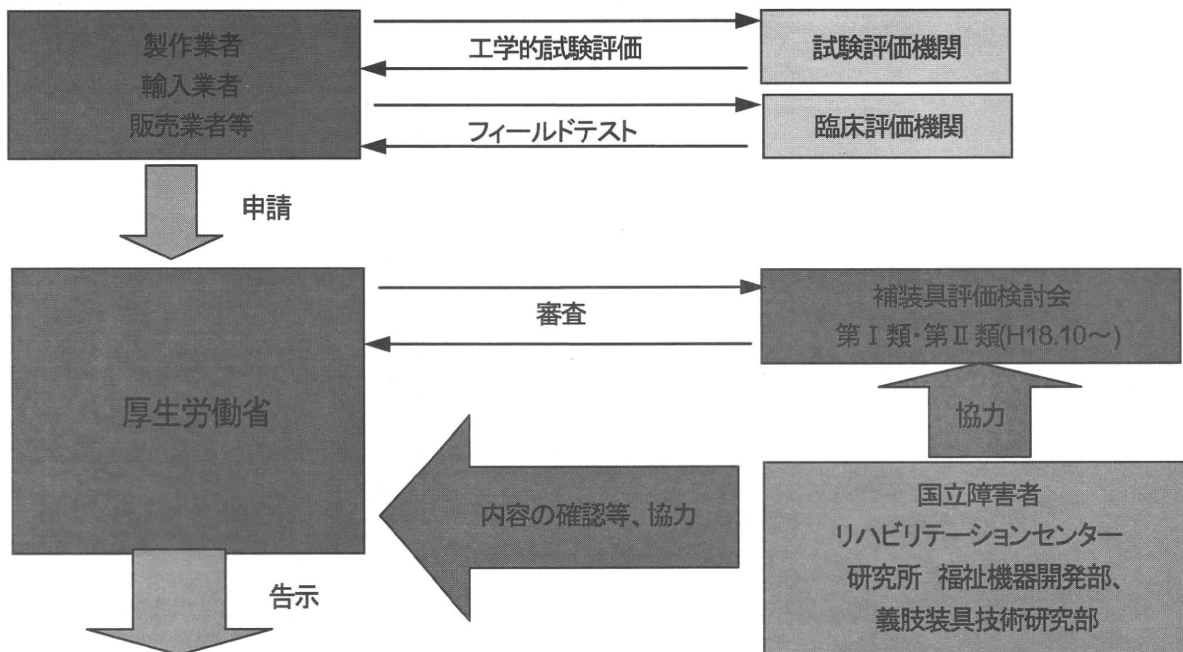 製作業者
輸入業者
販売業者等
工学的試験評価
試験評価機関
フィールドテスト
臨床評価機関
申請
厚生労働省
審査
補装具評価検討会
第Ⅰ類・第Ⅱ類(H18.10～)
協力
内容の確認等、協力
国立障害者
リハビリテーションセンター
研究所 福祉機器開発部、
義肢装具技術研究部
告示